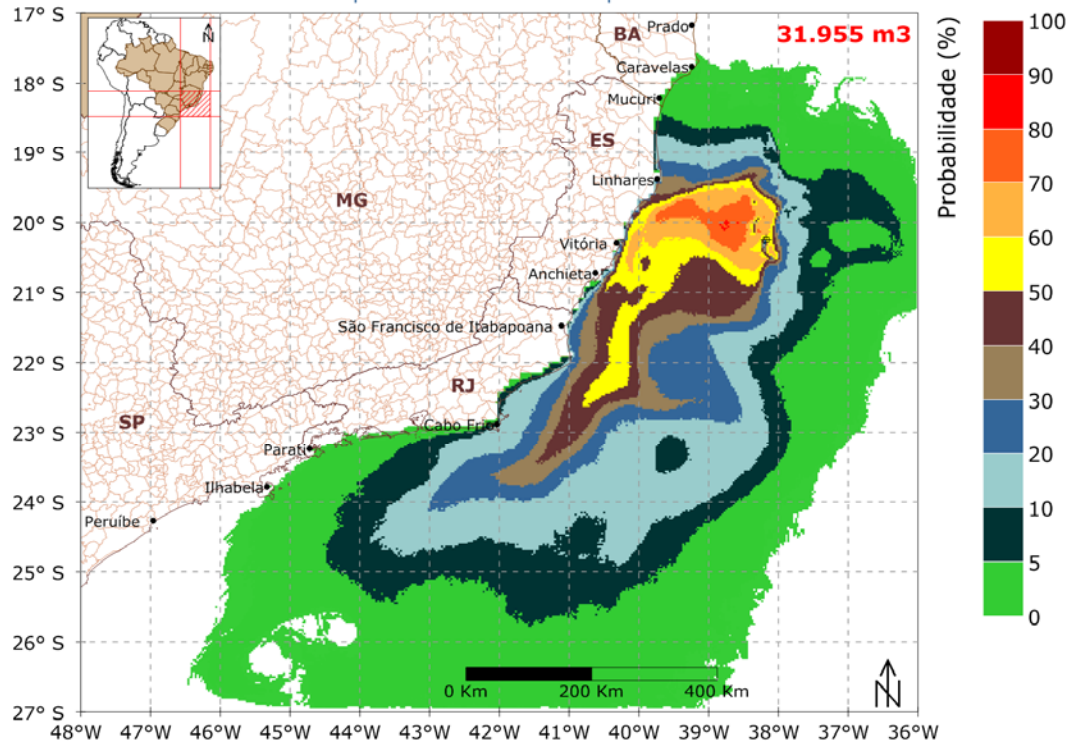 17° S
18° S
19° S
20° S
21° S
22° S
23° S
24° S
25° S
26° S
27° S
48°W
47°W
46°W
45°W
44°W
43°W
42°W
41°W
40°W
39°W
38°W
37°W
36°W
N
BA
Prado
31.955 m3
Caravelas
Mucuri
ES
Linhares
MG
Vitória
Anchieta
São Francisco de Itabapoana
RJ
SP
Cabo Frio
Parati
Ilhabela
Peruíbe
0 Km
200 Km
400 Km
N
Probabilidade (%)
100
90
80
70
60
50
40
30
20
10
5
0